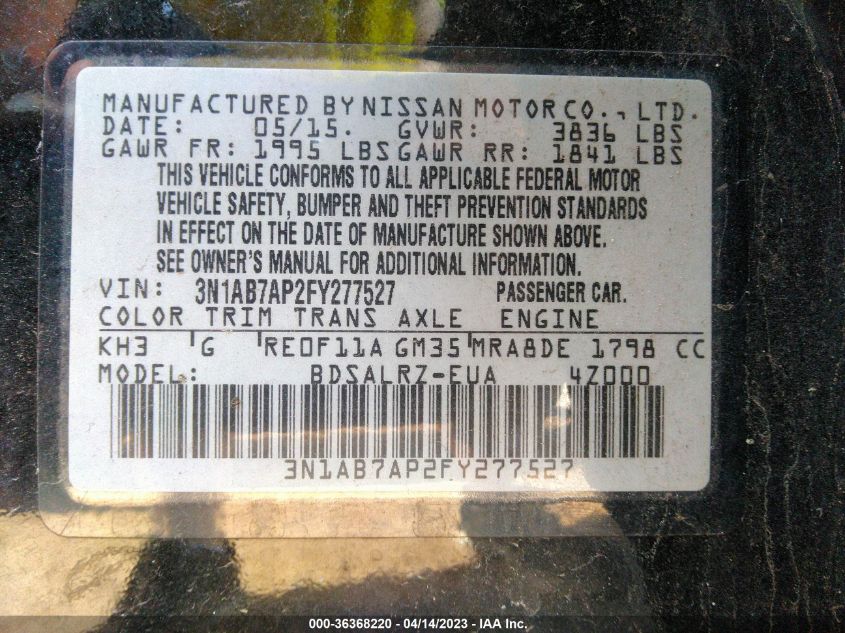 MANUFACTURED BY NISSAN MOTOR CO., LTD.
DATE: 05/15. GVWR: 3836 LBS
GAWR FR: 1995 LBS GAWR RR: 1841 LBS
THIS VEHICLE CONFORMS TO ALL APPLICABLE FEDERAL MOTOR
VEHICLE SAFETY, BUMPER AND THEFT PREVENTION STANDARDS
IN EFFECT ON THE DATE OF MANUFACTURE SHOWN ABOVE.
SEE OWNER'S MANUAL FOR ADDITIONAL INFORMATION.
VIN: 3N1AB7AP2FY277527 PASSENGER CAR.
COLOR TRIM TRANS AXLE ENGINE
KH3 G RE0F11A GM35 MRA8DE 1798 CC
MODEL: BDSALRZ-EUA 4Z000
3N1AB7AP2FY277527
000-36368220 - 04/14/2023 - IAA Inc.